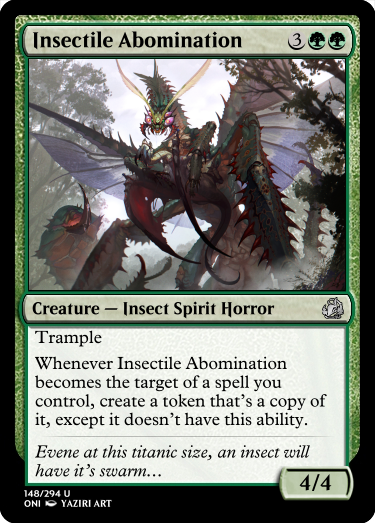 Insectile Abomination 3
Creature — Insect Spirit Horror
Trample
Whenever Insectile Abomination
becomes the target of a spell you
control, create a token that's a copy of
it, except it doesn't have this ability.
Evene at this titanic size, an insect will
have it's swarm...
4/4
148/294 U
ONI YAZIRI ART